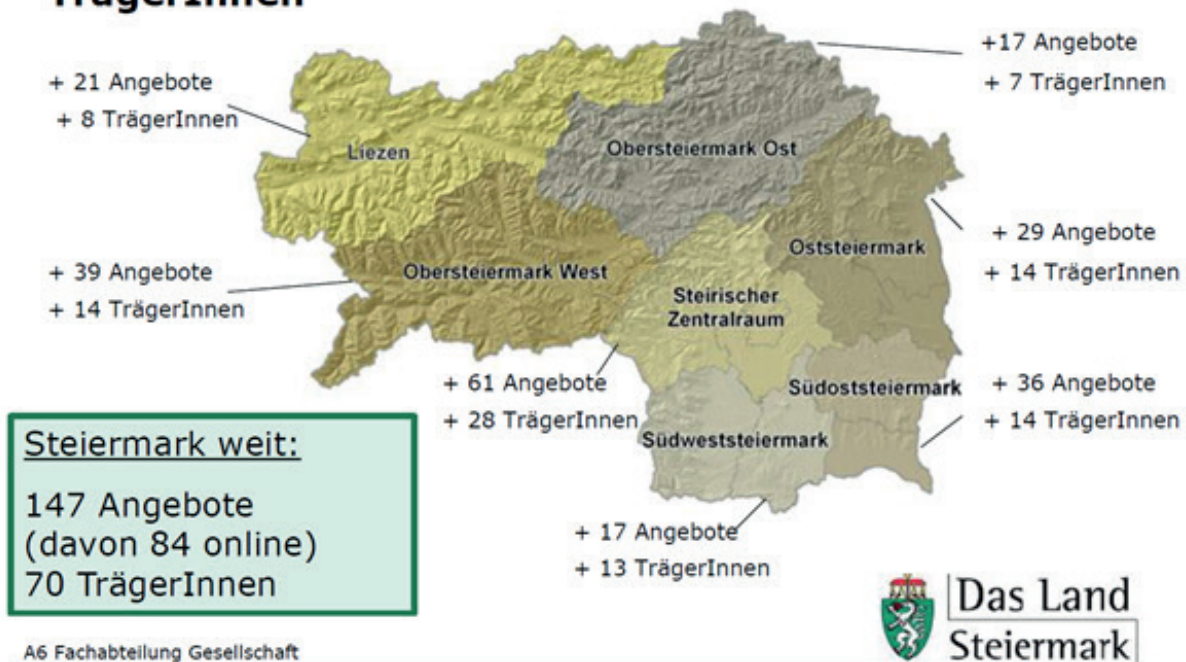 TrägerInnen
+ 21 Angebote
+ 8 TrägerInnen
+17 Angebote
+ 7 TrägerInnen
Liezen
Obersteiermark Ost
+ 29 Angebote
+ 14 TrägerInnen
Oststeiermark
+ 39 Angebote
+ 14 TrägerInnen
Obersteiermark West
Steirischer
Zentralraum
+ 61 Angebote
+ 28 TrägerInnen
Südoststeiermark
+ 36 Angebote
+ 14 TrägerInnen
Südweststeiermark
+ 17 Angebote
+ 13 TrägerInnen
Steiermark weit:
147 Angebote
(davon 84 online)
70 TrägerInnen
A6 Fachabteilung Gesellschaft
Das Land
Steiermark